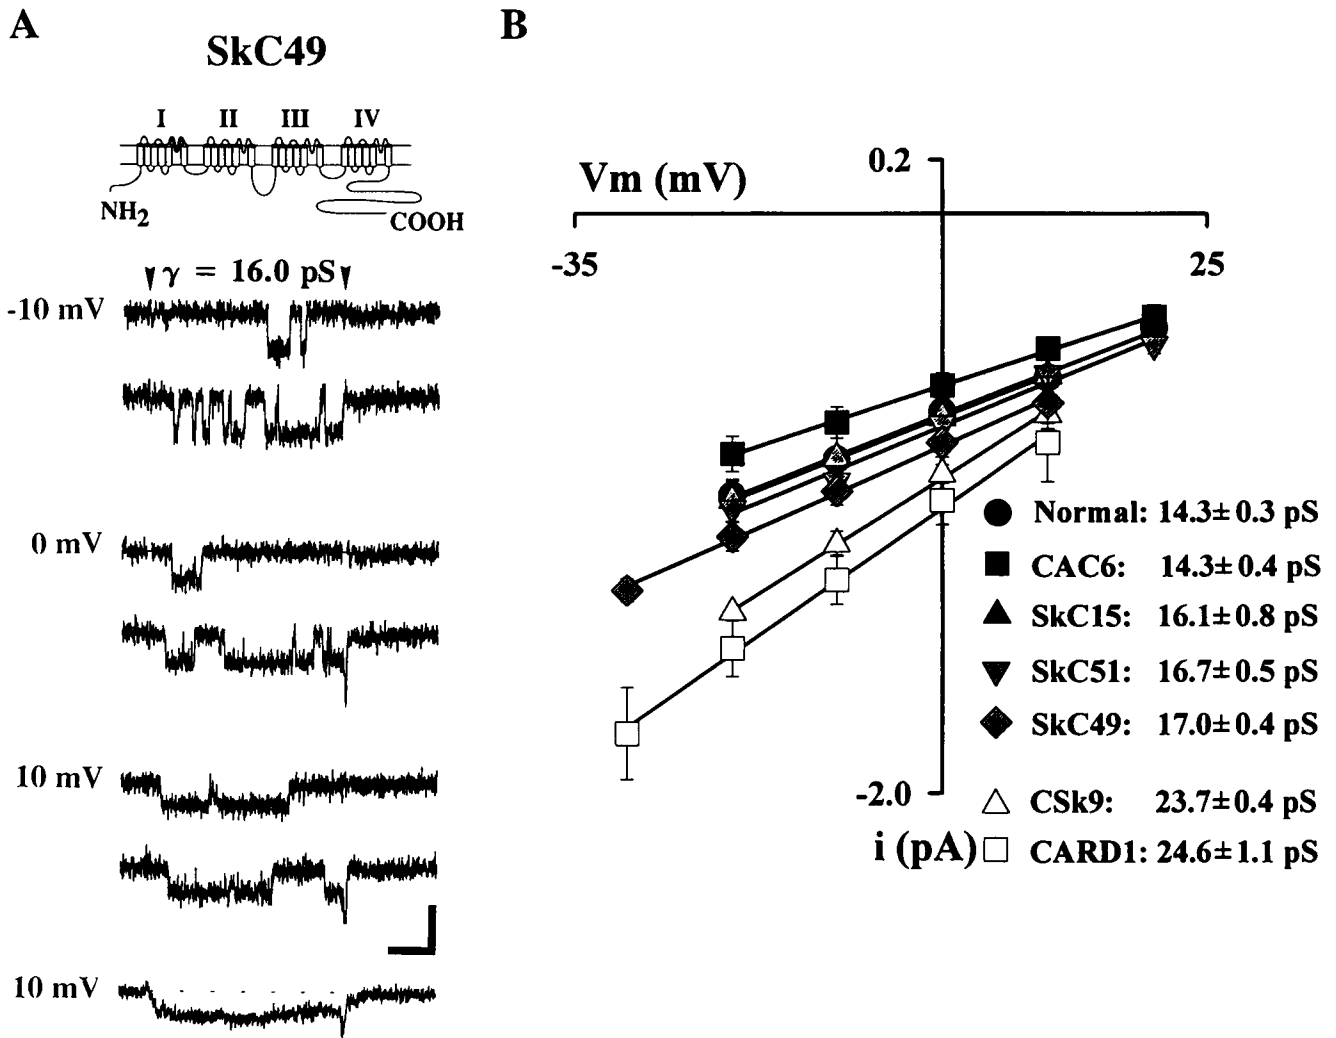 A
SkC49
I II III IV
NH2
COOH
γ = 16.0 pS
-10 mV
0 mV
10 mV
10 mV
B
Vm (mV)
0.2
-35
25
-2.0
i (pA)
Normal: 14.3± 0.3 pS
CAC6: 14.3± 0.4 pS
SkC15: 16.1± 0.8 pS
SkC51: 16.7± 0.5 pS
SkC49: 17.0± 0.4 pS
CSk9: 23.7± 0.4 pS
CARD1: 24.6± 1.1 pS